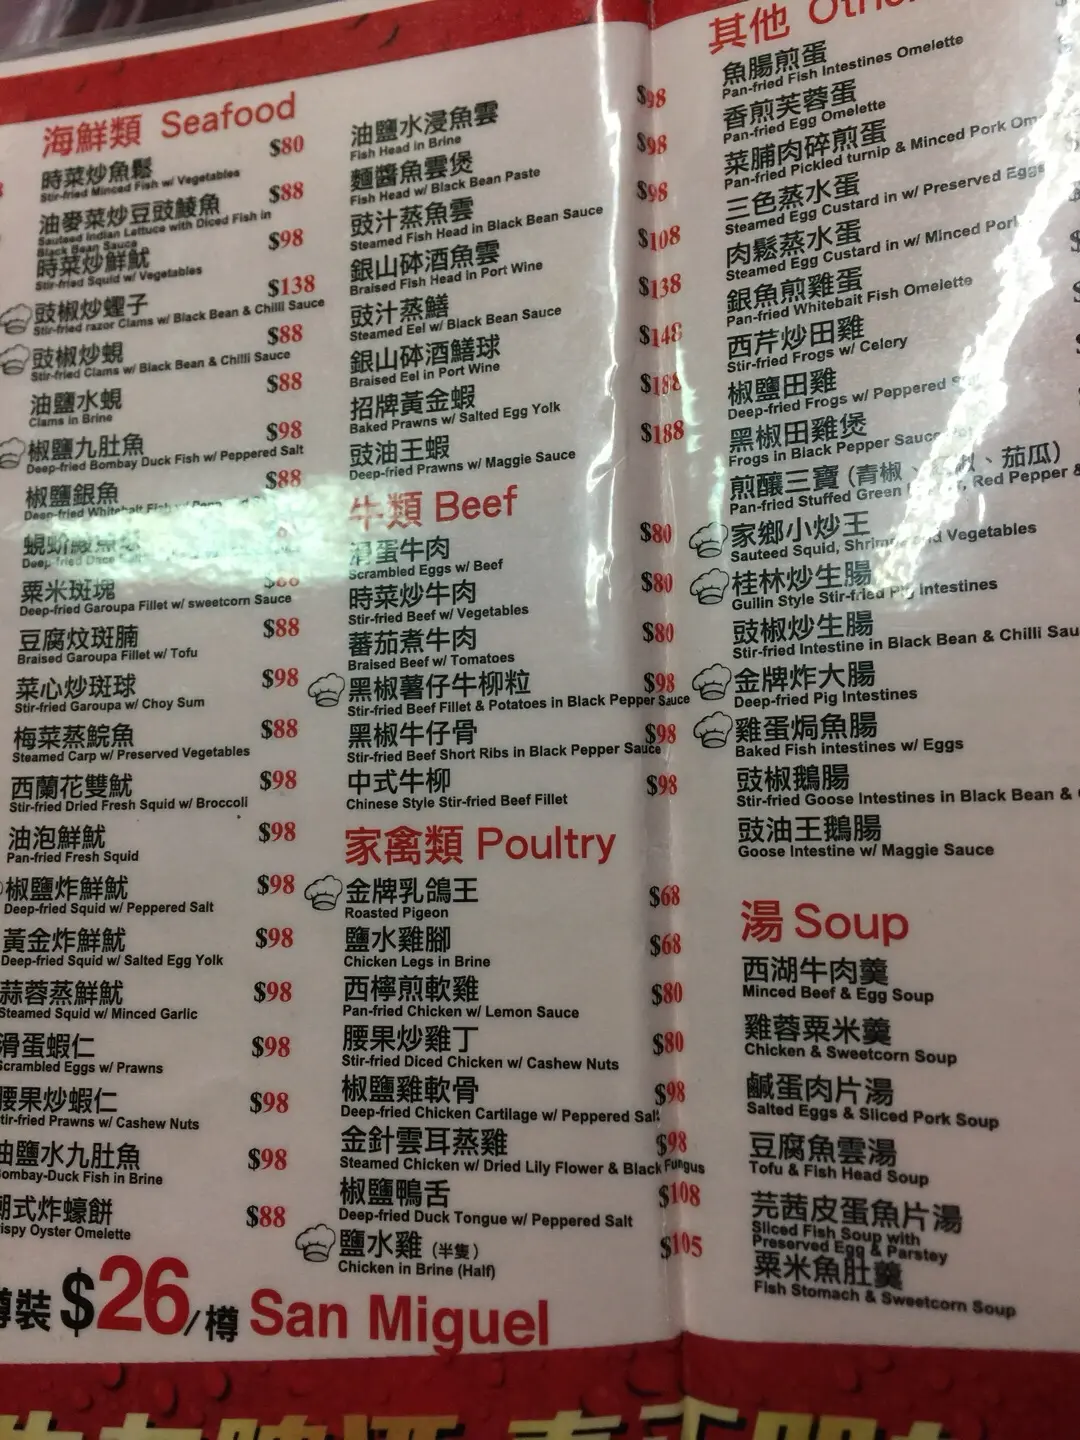 海鮮類 Seafood
時菜炒魚鬆 $80
Stir-fried Minced Fish w/ Vegetables
油麥菜炒豆豉鯪魚 $88
Sauteed Indian Lettuce with Diced Fish in
Black Bean Sauce
時菜炒鮮魷 $98
Stir-fried Squid w/ Vegetables
豉椒炒蟶子 $138
Stir-fried razor Clams w/ Black Bean & Chilli Sauce
豉椒炒蜆 $88
Stir-fried Clams w/ Black Bean & Chilli Sauce
油鹽水蜆 $88
Clams in Brine
椒鹽九肚魚 $98
Deep-fried Bombay Duck Fish w/ Peppered Salt
椒鹽銀魚 $88
Deep-fried Whitebait Fish
粟米斑塊
Deep-fried Garoupa Fillet w/ sweetcorn Sauce
豆腐炆斑腩 $88
Braised Garoupa Fillet w/ Tofu
菜心炒斑球 $98
Stir-fried Garoupa w/ Choy Sum
梅菜蒸鯇魚 $88
Steamed Carp w/ Preserved Vegetables
西蘭花雙魷 $98
Stir-fried Dried Fresh Squid w/ Broccoli
油泡鮮魷 $98
Pan-fried Fresh Squid
椒鹽炸鮮魷 $98
Deep-fried Squid w/ Peppered Salt
黃金炸鮮魷 $98
Deep-fried Squid w/ Salted Egg Yolk
蒜蓉蒸鮮魷 $98
Steamed Squid w/ Minced Garlic
滑蛋蝦仁 $98
Scrambled Eggs w/ Prawns
腰果炒蝦仁 $98
tir-fried Prawns w/ Cashew Nuts
油鹽水九肚魚 $98
ombay-Duck Fish in Brine
式炸蠔餅 $88
ispy Oyster Omelette
油鹽水浸魚雲 $98
Fish Head in Brine
麵醬魚雲煲 $98
Fish Head w/ Black Bean Paste
豉汁蒸魚雲 $98
Steamed Fish Head in Black Bean Sauce
銀山砵酒魚雲 $108
Braised Fish Head in Port Wine
豉汁蒸鱔 $138
Steamed Eel w/ Black Bean Sauce
銀山砵酒鱔球 $148
Braised Eel in Port Wine
招牌黃金蝦 $188
Baked Prawns w/ Salted Egg Yolk
豉油王蝦 $188
Deep-fried Prawns w/ Maggie Sauce
牛類 Beef
滑蛋牛肉 $80
Scrambled Eggs w/ Beef
時菜炒牛肉 $80
Stir-fried Beef w/ Vegetables
蕃茄煮牛肉 $80
Braised Beef w/ Tomatoes
黑椒薯仔牛柳粒 $98
Stir-fried Beef Fillet & Potatoes in Black Pepper Sauce
黑椒牛仔骨 $98
Stir-fried Beef Short Ribs in Black Pepper Sauce
中式牛柳 $98
Chinese Style Stir-fried Beef Fillet
家禽類 Poultry
金牌乳鴿王 $68
Roasted Pigeon
鹽水雞腳 $68
Chicken Legs in Brine
西檸煎軟雞 $80
Pan-fried Chicken w/ Lemon Sauce
腰果炒雞丁 $80
Stir-fried Diced Chicken w/ Cashew Nuts
椒鹽雞軟骨 $98
Deep-fried Chicken Cartilage w/ Peppered Salt
金針雲耳蒸雞 $98
Steamed Chicken w/ Dried Lily Flower & Black Fungus
椒鹽鴨舌 $108
Deep-fried Duck Tongue w/ Peppered Salt
鹽水雞 (半隻) $105
Chicken in Brine (Half)
其他
魚腸煎蛋
Pan-fried Fish Intestines Omelette
香煎芙蓉蛋
Pan-fried Egg Omelette
菜脯肉碎煎蛋
Pan-fried Pickled turnip & Minced Pork Om
三色蒸水蛋
Steamed Egg Custard in w/ Preserved Eggs
肉鬆蒸水蛋
Steamed Egg Custard in w/ Minced Pork
銀魚煎雞蛋
Pan-fried Whitebait Fish Omelette
西芹炒田雞
Stir-fried Frogs w/ Celery
椒鹽田雞
Deep-fried Frogs w/ Peppered
黑椒田雞煲
Frogs in Black Pepper Sauce
煎釀三寶 (青椒、 椒、茄瓜)
Pan-fried Stuffed Green Red Pepper &
家鄉小炒王
Sauteed Squid, Shrimp and Vegetables
桂林炒生腸
Guilin Style Stir-fried Pig Intestines
豉椒炒生腸
Stir-fried Intestine in Black Bean & Chilli Sau
金牌炸大腸
Deep-fried Pig Intestines
雞蛋焗魚腸
Baked Fish intestines w/ Eggs
豉椒鵝腸
Stir-fried Goose Intestines in Black Bean &
豉油王鵝腸
Goose Intestine w/ Maggie Sauce
湯 Soup
西湖牛肉羹
Minced Beef & Egg Soup
雞蓉粟米羹
Chicken & Sweetcorn Soup
鹹蛋肉片湯
Salted Eggs & Sliced Pork Soup
豆腐魚雲湯
Tofu & Fish Head Soup
芫茜皮蛋魚片湯
Sliced Fish Soup with
Preserved Egg & Parstey
粟米魚肚羹
Fish Stomach & Sweetcorn Soup
樽裝 $26/樽 San Miguel